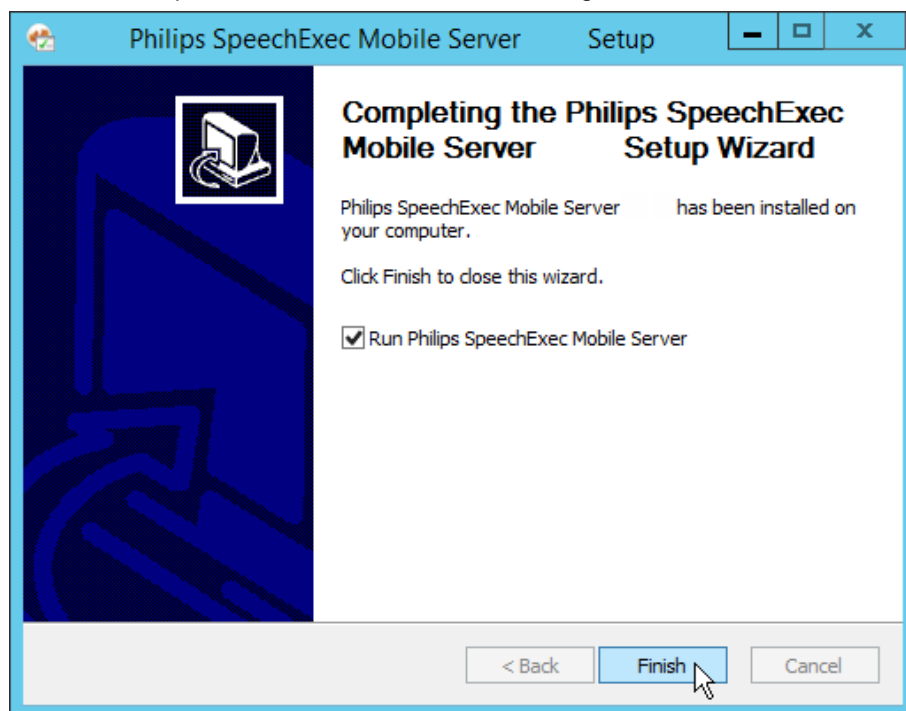 Philips SpeechExec Mobile Server Setup
Completing the Philips SpeechExec
Mobile Server Setup Wizard
Philips SpeechExec Mobile Server has been installed on
your computer.
Click Finish to close this wizard.
Run Philips SpeechExec Mobile Server
< Back Finish Cancel